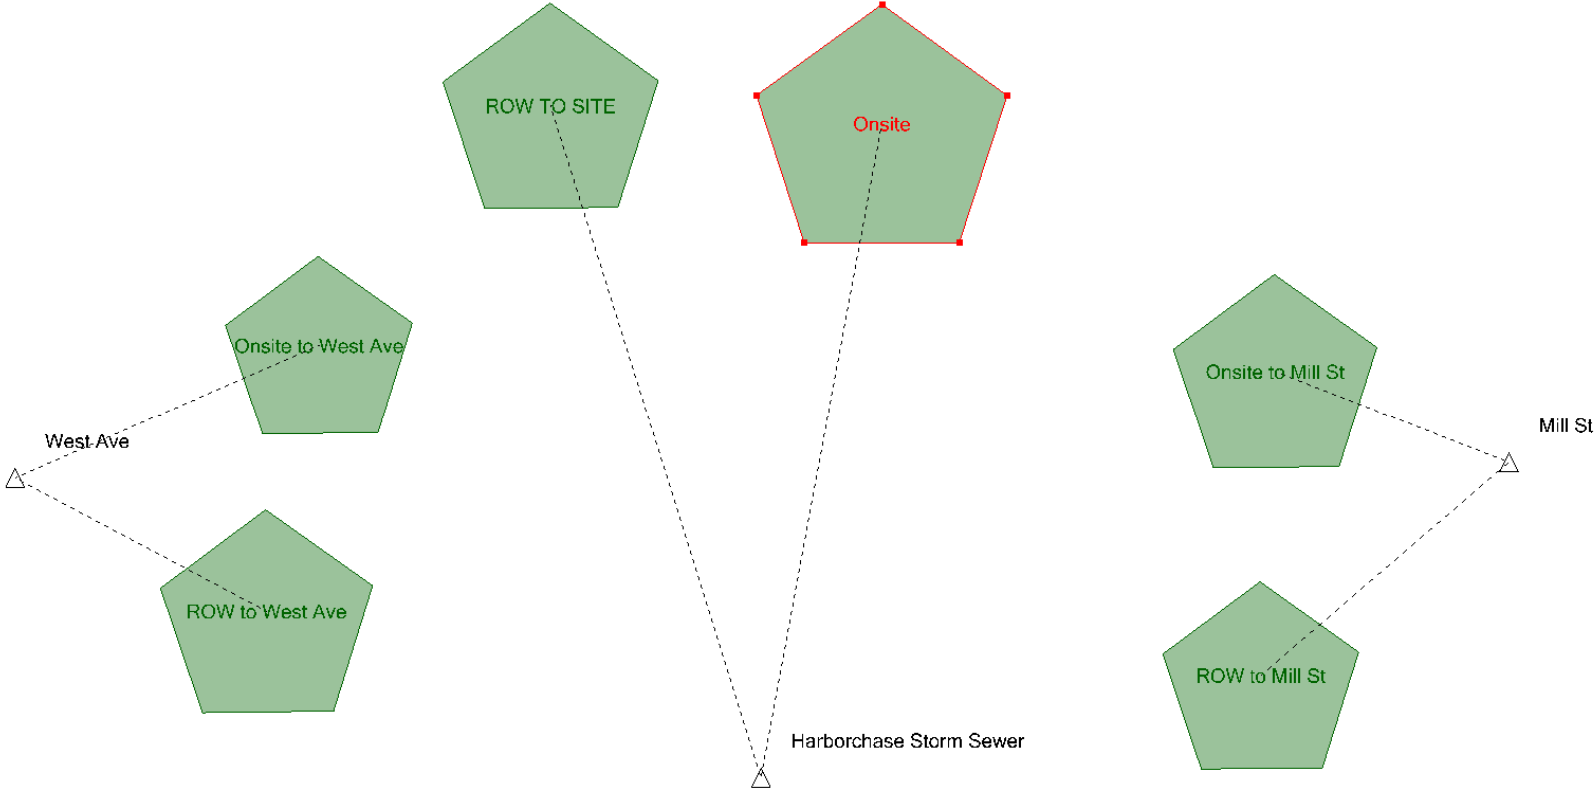 ROW TO SITE
Onsite
Onsite to West Ave
Onsite to Mill St
Mill St
West Ave
ROW to West Ave
ROW to Mill St
Harborchase Storm Sewer